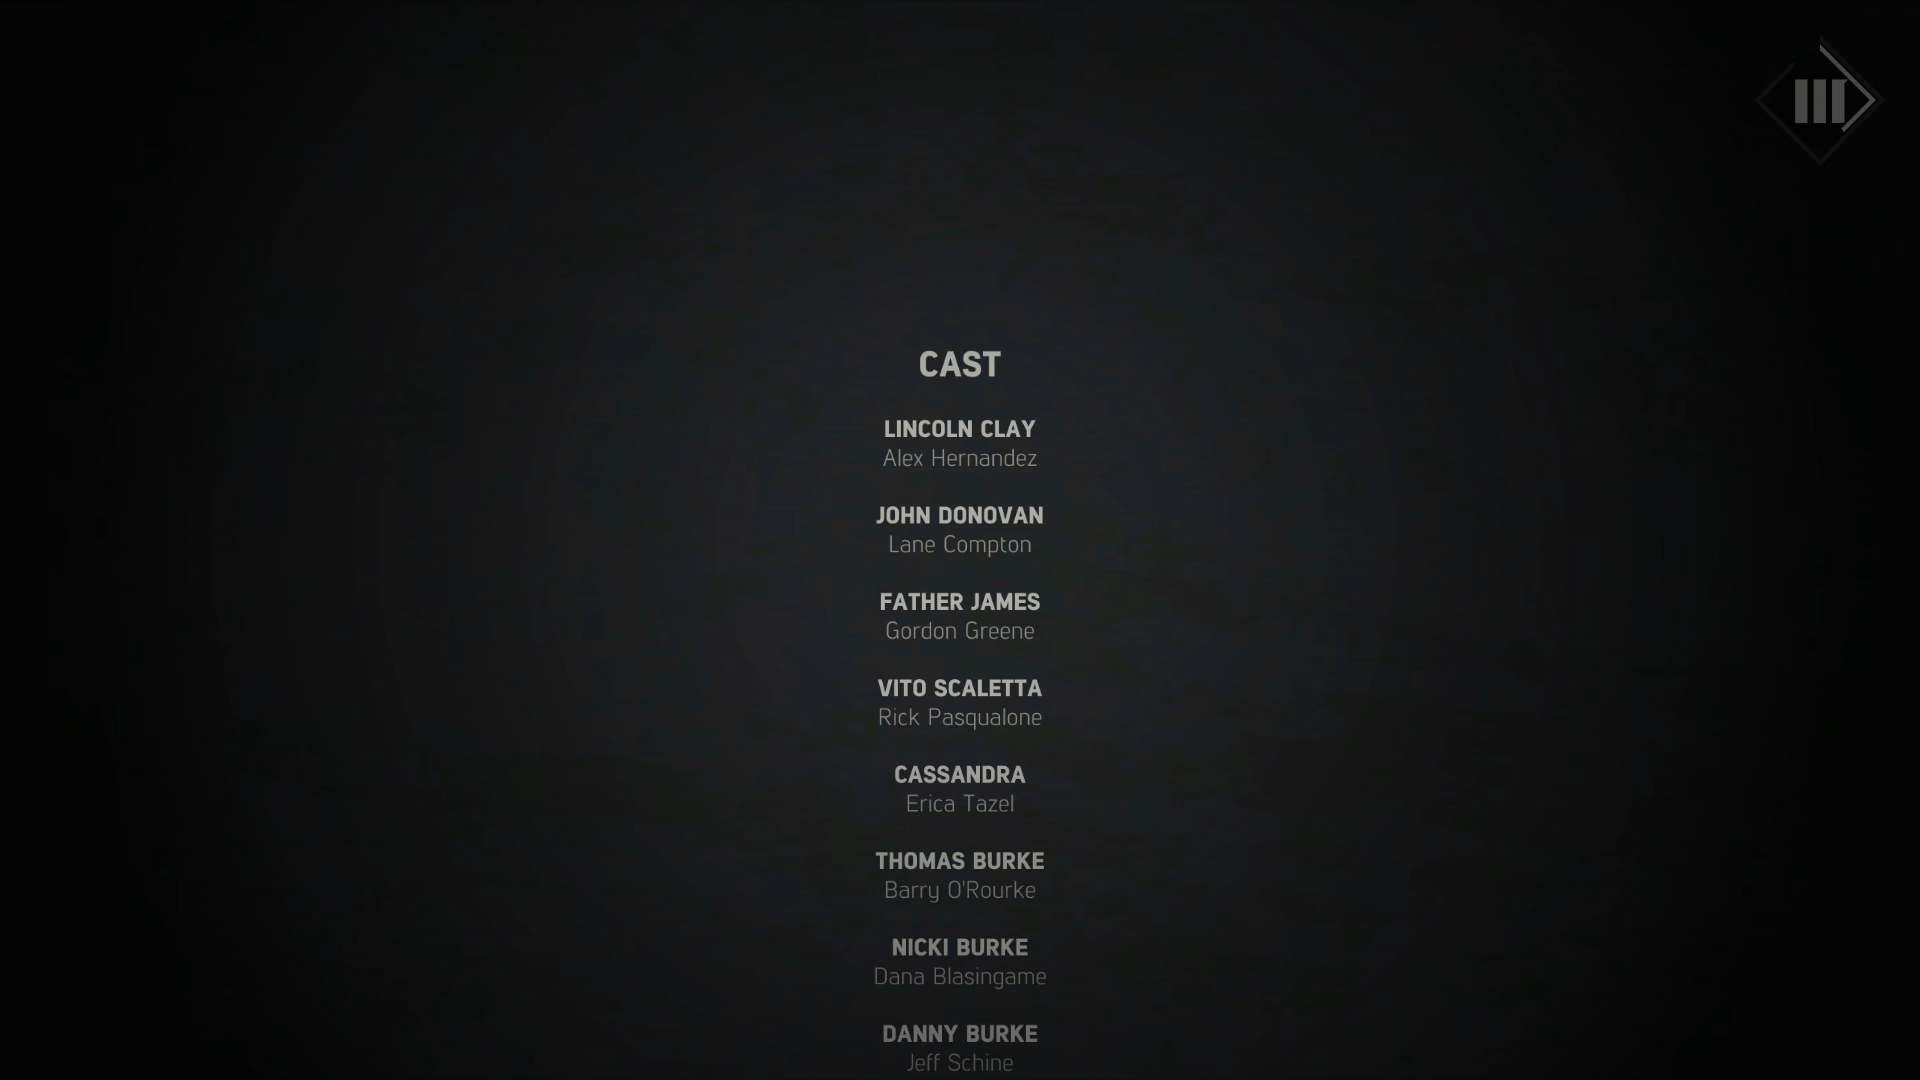 CAST
LINCOLN CLAY
Alex Hernandez
JOHN DONOVAN
Lane Compton
FATHER JAMES
Gordon Greene
VITO SCALETTA
Rick Pasqualone
CASSANDRA
Erica Tazel
THOMAS BURKE
Barry O'Rourke
NICKI BURKE
Dana Blasingame
DANNY BURKE
Jeff Schine